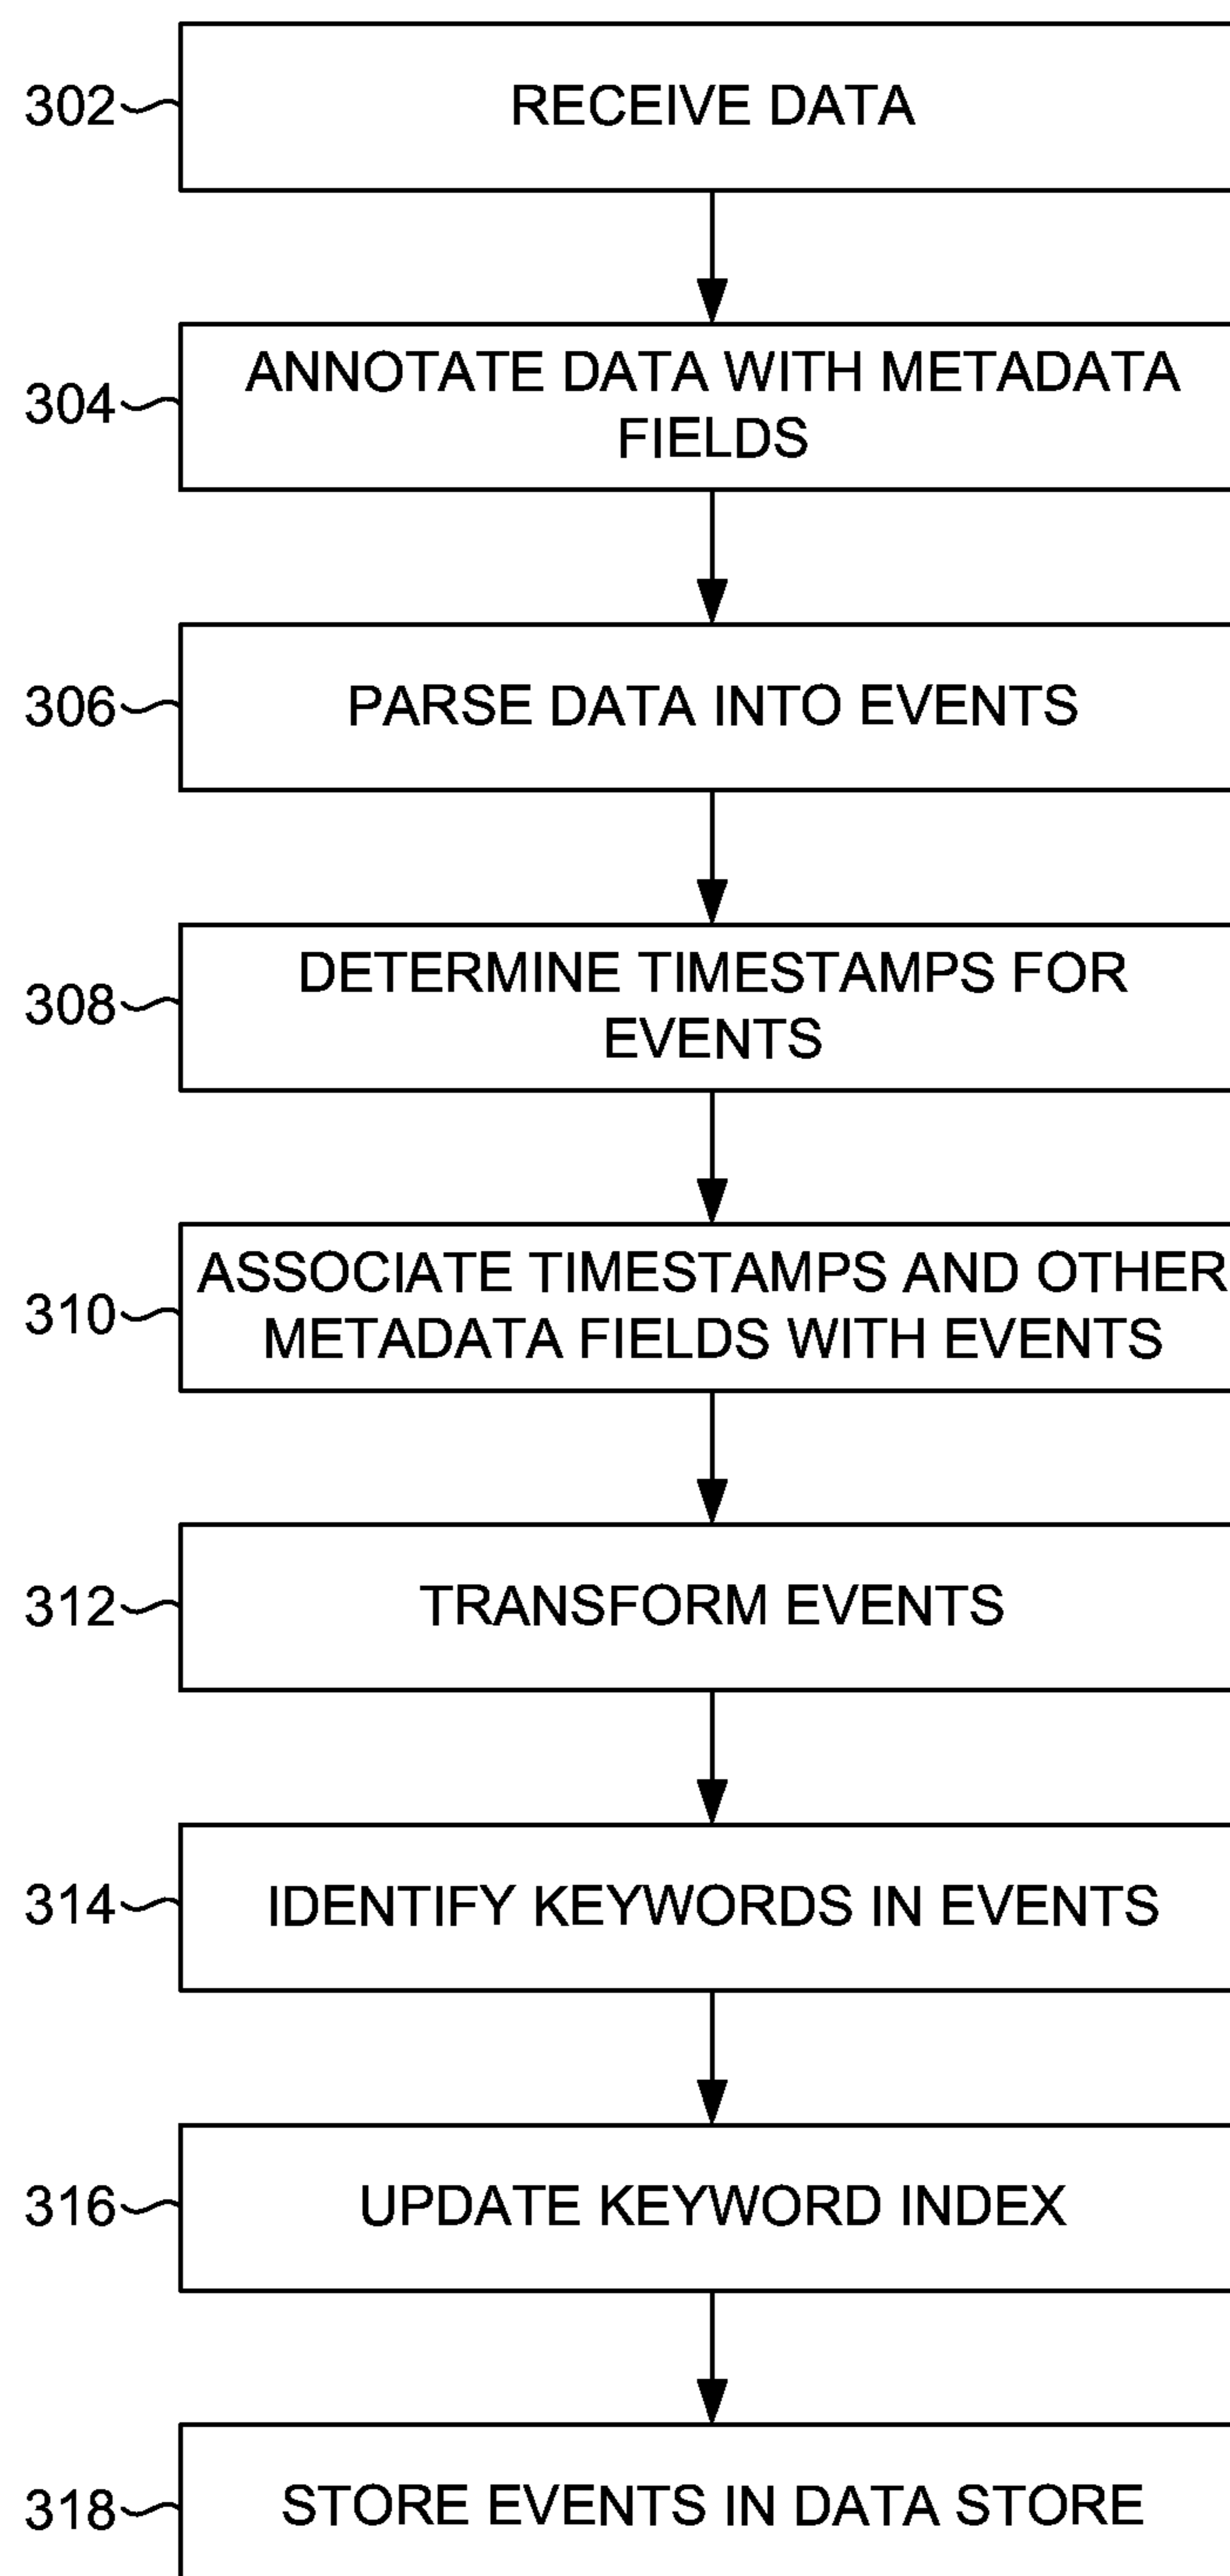 302
RECEIVE DATA
304
ANNOTATE DATA WITH METADATA
FIELDS
306
PARSE DATA INTO EVENTS
308
DETERMINE TIMESTAMPS FOR
EVENTS
310
ASSOCIATE TIMESTAMPS AND OTHER
METADATA FIELDS WITH EVENTS
312
TRANSFORM EVENTS
314
IDENTIFY KEYWORDS IN EVENTS
316
UPDATE KEYWORD INDEX
318
STORE EVENTS IN DATA STORE